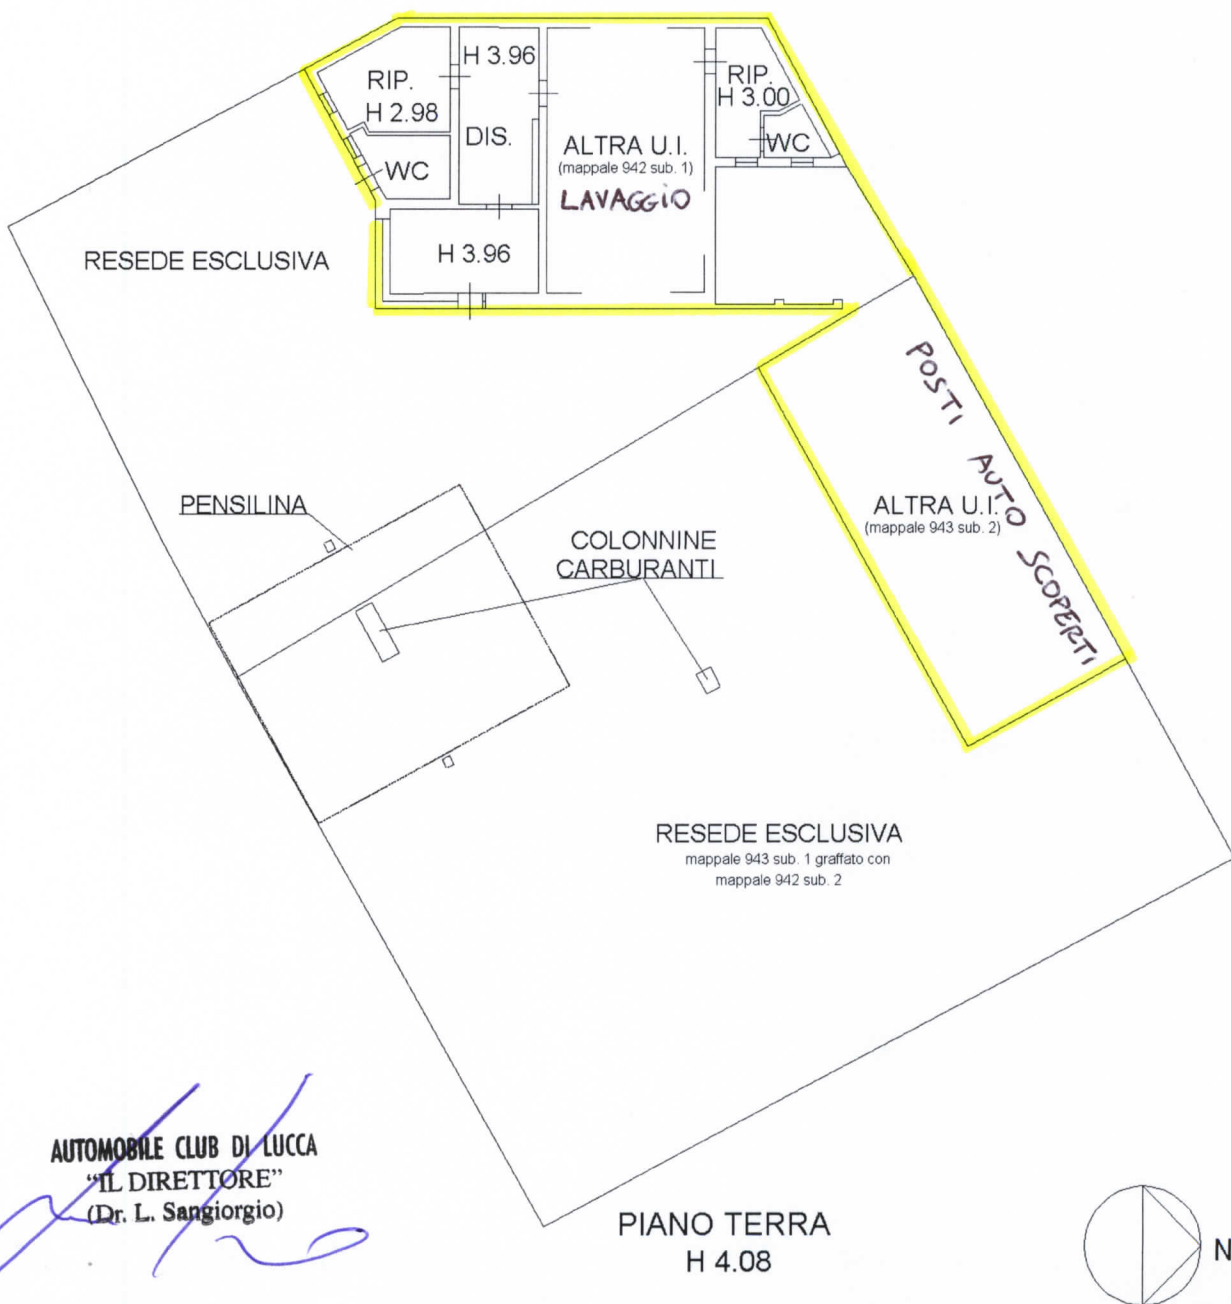 H 3.96
RIP.
H 2.98
DIS.
WC
RIP.
H 3.00
WC
ALTRA U.I.
(mappale 942 sub. 1)
LAVAGGIO
H 3.96
RESEDE ESCLUSIVA
POSTI AUTO SCOPERTI
PENSILINA
COLONNINE
CARBURANTI
ALTRA U.I.
(mappale 943 sub. 2)
RESEDE ESCLUSIVA
mappale 943 sub. 1 graffato con
mappale 942 sub. 2
AUTOMOBILE CLUB DI LUCCA
"IL DIRETTORE"
(Dr. L. Sangiorgio)
PIANO TERRA
H 4.08
N